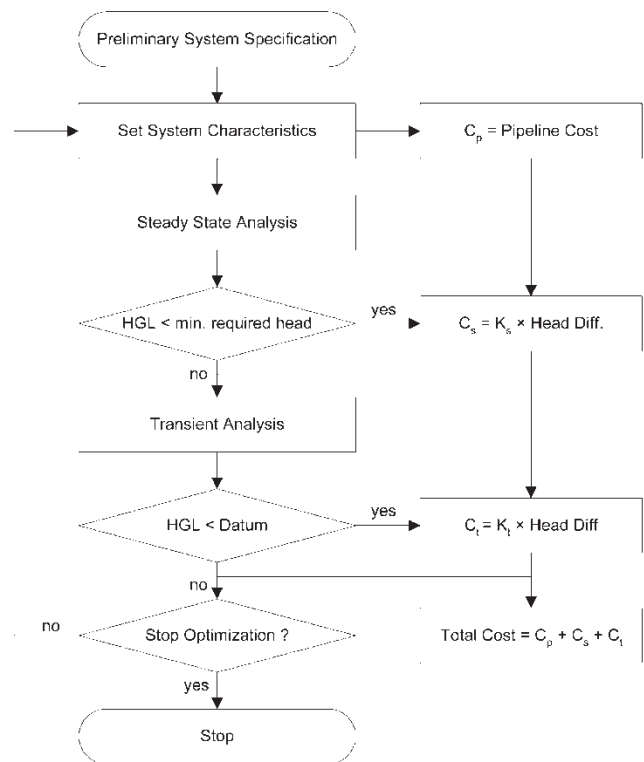 Preliminary System Specification
Set System Characteristics
C_p = Pipeline Cost
Steady State Analysis
HGL < min. required head
yes
C_s = K_s × Head Diff.
no
Transient Analysis
HGL < Datum
yes
C_t = K_t × Head Diff
no
no
Stop Optimization ?
Total Cost = C_p + C_s + C_t
yes
Stop